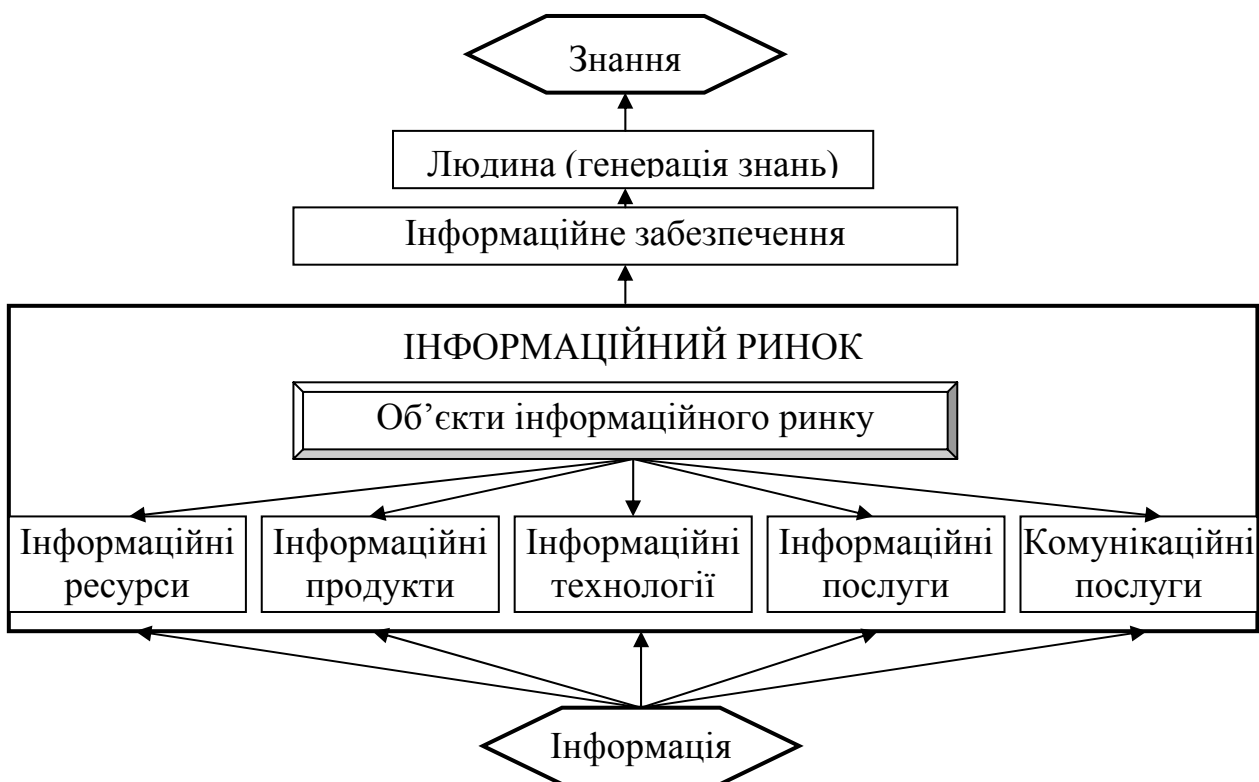 Знання
Людина (генерація знань)
Інформаційне забезпечення
ІНФОРМАЦІЙНИЙ РИНОК
Об’єкти інформаційного ринку
Інформаційні
ресурси
Інформаційні
продукти
Інформаційні
технології
Інформаційні
послуги
Комунікаційні
послуги
Інформація